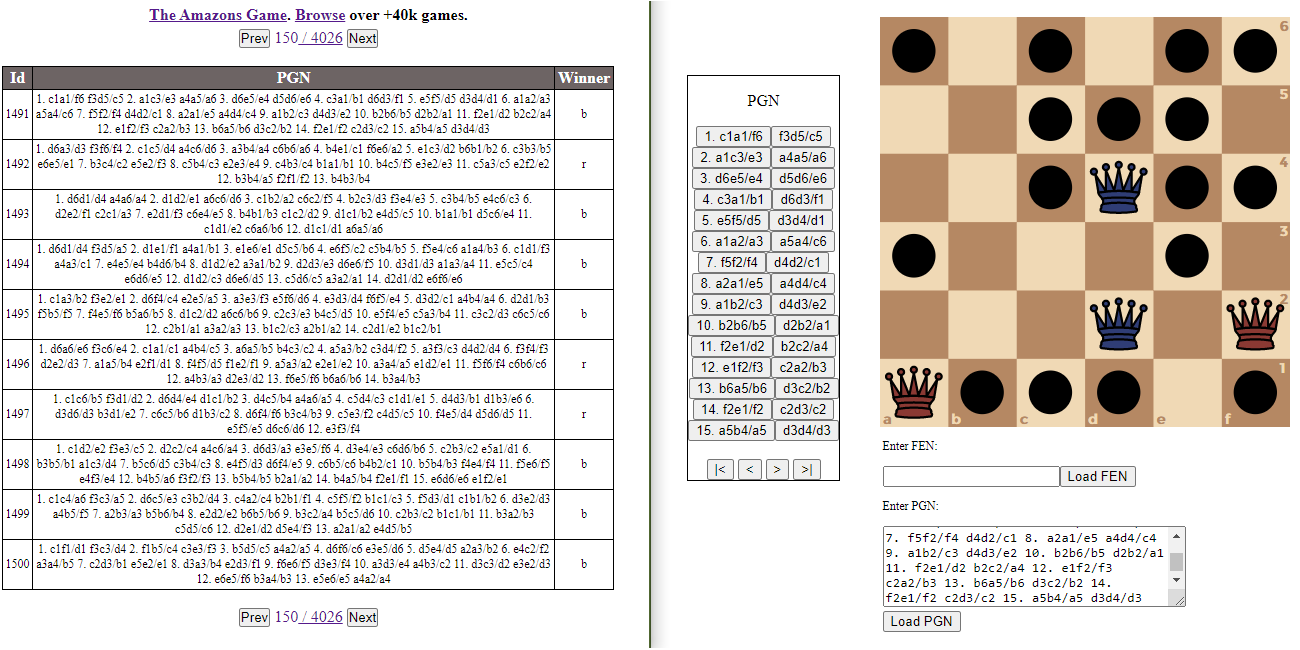 The Amazons Game. Browse over +40k games.
Prev 150 / 4026 Next
Id PGN Winner
1. c1a1/f6 f3d5/c5 2. a1c3/e3 a4a5/a6 3. d6e5/e4 d5d6/e6 4. c3a1/b1 d6d3/f1 5. e5f5/d5 d3d4/d1 6. a1a2/a3
1491 a5a4/c6 7. f5f2/f4 d4d2/c1 8. a2a1/e5 a4d4/c4 9. a1b2/c3 d4d3/e2 10. b2b6/b5 d2b2/a1 11. f2e1/d2 b2c2/a4 b
12. e1f2/f3 c2a2/b3 13. b6a5/b6 d3c2/b2 14. f2e1/f2 c2d3/c2 15. a5b4/a5 d3d4/d3
1. d6a3/d3 f3f6/f4 2. c1c5/d4 a4c6/d6 3. a3b4/a4 c6b6/a6 4. b4e1/c1 f6e6/a2 5. e1c3/d2 b6b1/b2 6. c3b3/b5
1492 e6e5/e1 7. b3c4/c2 e5e2/f3 8. c5b4/c3 e2e3/e4 9. c4b3/c4 b1a1/b1 10. b4c5/f5 e3e2/e3 11. c5a3/c5 e2f2/e2 r
12. b3b4/a5 f2f1/f2 13. b4b3/b4
1. d6d1/d4 a4a6/a4 2. d1d2/e1 a6c6/d6 3. c1b2/a2 c6c2/f5 4. b2c3/d3 f3e4/e3 5. c3b4/b5 e4c6/c3 6.
1493 d2e2/f1 c2c1/a3 7. e2d1/f3 c6e4/e5 8. b4b1/b3 c1c2/d2 9. d1c1/b2 e4d5/c5 10. b1a1/b1 d5c6/e4 11. b
c1d1/e2 c6a6/b6 12. d1c1/d1 a6a5/a6
1. d6d1/d4 f3d5/a5 2. d1e1/f1 a4a1/b1 3. e1e6/e1 d5c5/b6 4. e6f5/c2 c5b4/b5 5. f5e4/c6 a1a4/b3 6. c1d1/f3
1494 a4a3/c1 7. e4e5/e4 b4d6/b4 8. d1d2/e2 a3a1/b2 9. d2d3/e3 d6e6/f5 10. d3d1/d3 a1a3/a4 11. e5c5/c4 b
e6d6/e5 12. d1d2/c3 d6e6/d5 13. c5d6/c5 a3a2/a1 14. d2d1/d2 e6f6/e6
1. c1a3/b2 f3e2/e1 2. d6f4/c4 e2e5/a5 3. a3e3/f3 e5f6/d6 4. e3d3/d4 f6f5/e4 5. d3d2/c1 a4b4/a4 6. d2d1/b3
1495 f5b5/f5 7. f4e5/f6 b5a6/b5 8. d1c2/d2 a6c6/b6 9. c2c3/e3 b4c5/d5 10. e5f4/e5 c5a3/b4 11. c3c2/d3 c6c5/c6 b
12. c2b1/a1 a3a2/a3 13. b1c2/c3 a2b1/a2 14. c2d1/e2 b1c2/b1
1. d6a6/e6 f3c6/e4 2. c1a1/c1 a4b4/c5 3. a6a5/b5 b4c3/c2 4. a5a3/b2 c3d4/f2 5. a3f3/c3 d4d2/d4 6. f3f4/f3
1496 d2e2/d3 7. a1a5/b4 e2f1/d1 8. f4f5/d5 f1e2/f1 9. a5a3/a2 e2e1/e2 10. a3a4/a5 e1d2/e1 11. f5f6/f4 c6b6/c6 r
12. a4b3/a3 d2e3/d2 13. f6e5/f6 b6a6/b6 14. b3a4/b3
1. c1c6/b5 f3d1/d2 2. d6d4/e4 d1c1/b2 3. d4c5/b4 a4a6/a5 4. c5d4/c3 c1d1/e1 5. d4d3/b1 d1b3/e6 6.
1497 d3d6/d3 b3d1/e2 7. c6c5/b6 d1b3/c2 8. d6f4/f6 b3c4/b3 9. c5e3/f2 c4d5/c5 10. f4e5/d4 d5d6/d5 11. r
e5f5/e5 d6c6/d6 12. e3f3/f4
1. c1d2/e2 f3e3/c5 2. d2c2/c4 a4c6/a4 3. d6d3/a3 e3e5/f6 4. d3e4/e3 c6d6/b6 5. c2b3/c2 e5a1/d1 6.
1498 b3b5/b1 a1c3/d4 7. b5c6/d5 c3b4/c3 8. e4f5/d3 d6f4/e5 9. c6b5/c6 b4b2/c1 10. b5b4/b3 f4e4/f4 11. f5e6/f5 b
e4f3/e4 12. b4b5/a6 f3f2/f3 13. b5b4/b5 b2a1/a2 14. b4a5/b4 f2e1/f1 15. e6d6/e6 e1f2/e1
1. c1c4/a6 f3c3/a5 2. d6c5/e3 c3b2/d4 3. c4a2/c4 b2b1/f1 4. c5f5/f2 b1c1/c3 5. f5d3/d1 c1b1/b2 6. d3e2/d3
1499 a4b5/f5 7. a2b3/a3 b5b6/b4 8. e2d2/e2 b6b5/b6 9. b3c2/a4 b5c5/d6 10. c2b3/c2 b1c1/b1 11. b3a2/b3 b
c5d5/c6 12. d2e1/d2 d5e4/f3 13. a2a1/a2 e4d5/b5
1. c1f1/d1 f3c3/d4 2. f1b5/c4 c3e3/f3 3. b5d5/c5 a4a2/a5 4. d6f6/c6 e3e5/d6 5. d5e4/d5 a2a3/b2 6. e4c2/f2
1500 a3a4/b5 7. c2d3/b1 e5e2/e1 8. d3a3/b4 e2d3/f1 9. f6e6/f5 d3e3/f4 10. a3d3/e4 a4b3/c2 11. d3c3/d2 e3e2/d3 b
12. e6e5/f6 b3a4/b3 13. e5e6/e5 a4a2/a4
Prev 150 / 4026 Next
PGN
1. c1a1/f6 f3d5/c5
2. a1c3/e3 a4a5/a6
3. d6e5/e4 d5d6/e6
4. c3a1/b1 d6d3/f1
5. e5f5/d5 d3d4/d1
6. a1a2/a3 a5a4/c6
7. f5f2/f4 d4d2/c1
8. a2a1/e5 a4d4/c4
9. a1b2/c3 d4d3/e2
10. b2b6/b5 d2b2/a1
11. f2e1/d2 b2c2/a4
12. e1f2/f3 c2a2/b3
13. b6a5/b6 d3c2/b2
14. f2e1/f2 c2d3/c2
15. a5b4/a5 d3d4/d3
|< < > >|
6
5
4
3
2
1
a b c d e f
Enter FEN:
Load FEN
Enter PGN:
7. f5f2/f4 d4d2/c1 8. a2a1/e5 a4d4/c4
9. a1b2/c3 d4d3/e2 10. b2b6/b5 d2b2/a1
11. f2e1/d2 b2c2/a4 12. e1f2/f3
c2a2/b3 13. b6a5/b6 d3c2/b2 14.
f2e1/f2 c2d3/c2 15. a5b4/a5 d3d4/d3
Load PGN